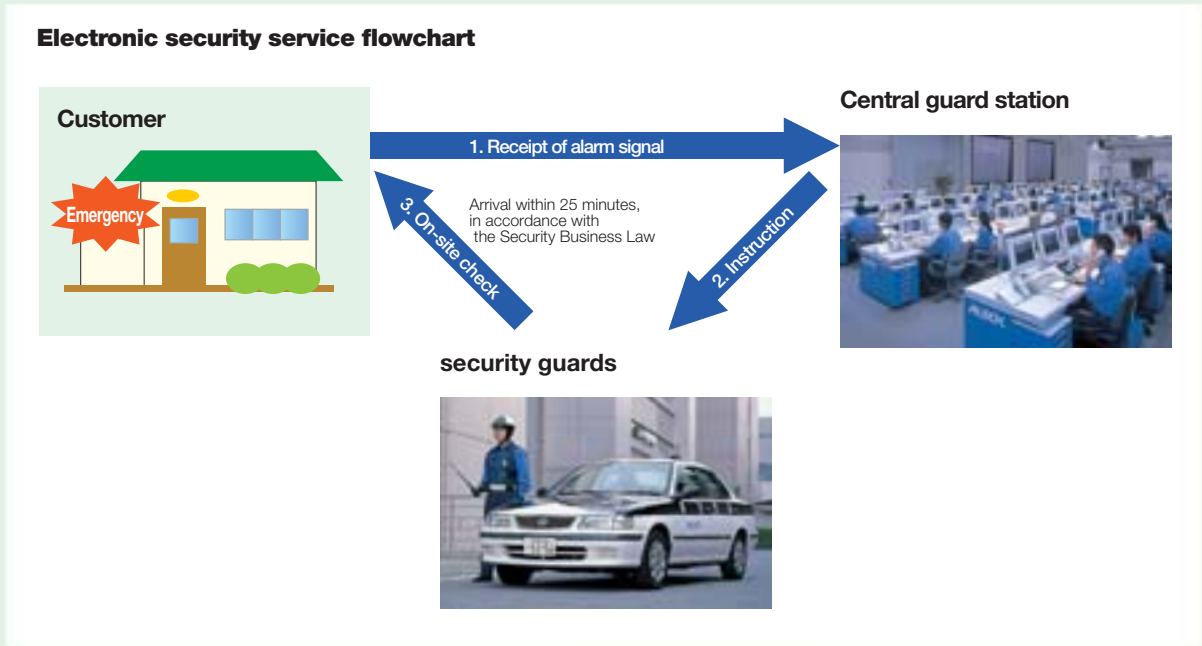 Electronic security service flowchart
Customer
Central guard station
1. Receipt of alarm signal
Emergency
Arrival within 25 minutes,
in accordance with
the Security Business Law
3. On-site check
2. Instruction
ALSOK
security guards